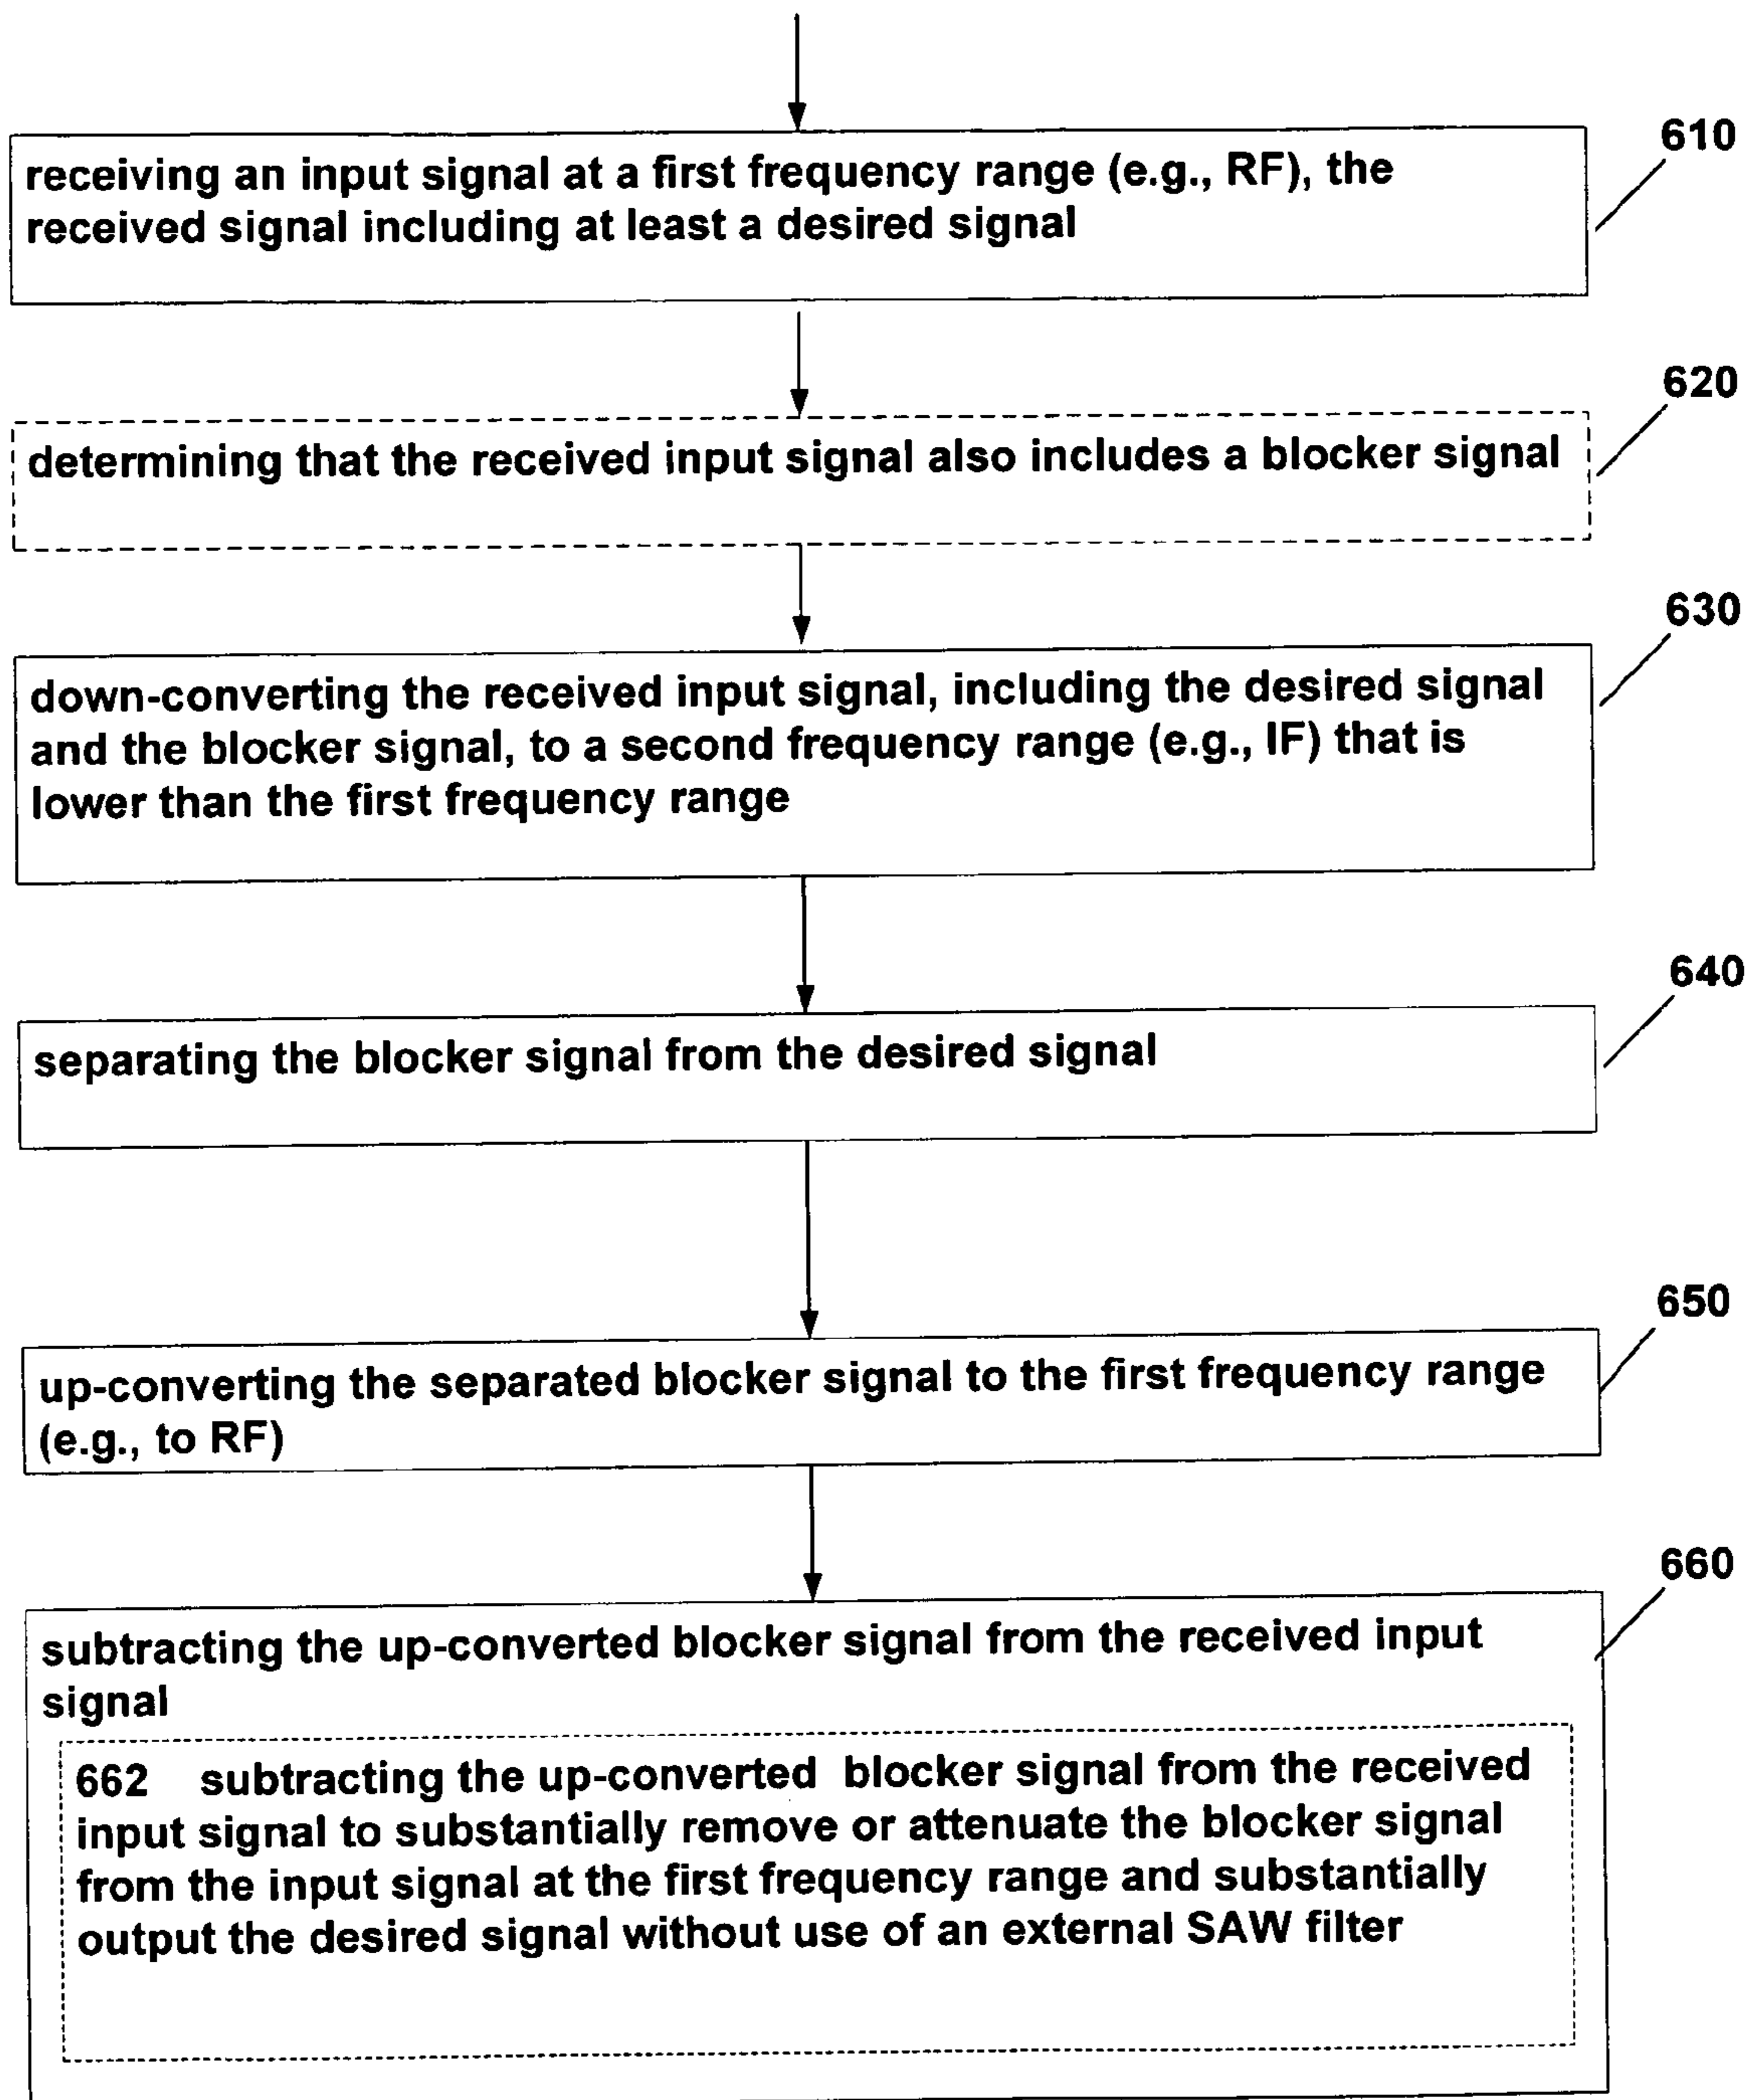 610
receiving an input signal at a first frequency range (e.g., RF), the
received signal including at least a desired signal
620
determining that the received input signal also includes a blocker signal
630
down-converting the received input signal, including the desired signal
and the blocker signal, to a second frequency range (e.g., IF) that is
lower than the first frequency range
640
separating the blocker signal from the desired signal
650
up-converting the separated blocker signal to the first frequency range
(e.g., to RF)
660
subtracting the up-converted blocker signal from the received input
signal
662 subtracting the up-converted blocker signal from the received
input signal to substantially remove or attenuate the blocker signal
from the input signal at the first frequency range and substantially
output the desired signal without use of an external SAW filter